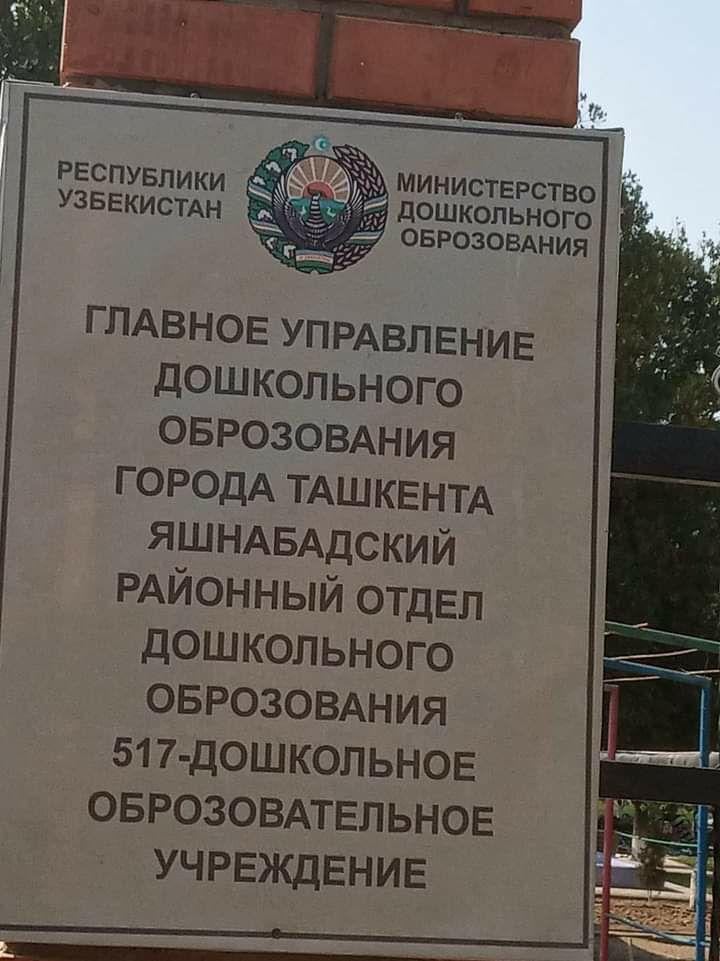 РЕСПУБЛИКИ
УЗБЕКИСТАН
МИНИСТЕРСТВО
ДОШКОЛЬНОГО
ОБРОЗОВАНИЯ
ГЛАВНОЕ УПРАВЛЕНИЕ
ДОШКОЛЬНОГО
ОБРОЗОВАНИЯ
ГОРОДА ТАШКЕНТА
ЯШНАБАДСКИЙ
РАЙОННЫЙ ОТДЕЛ
ДОШКОЛЬНОГО
ОБРОЗОВАНИЯ
517-ДОШКОЛЬНОЕ
ОБРОЗОВАТЕЛЬНОЕ
УЧРЕЖДЕНИЕ